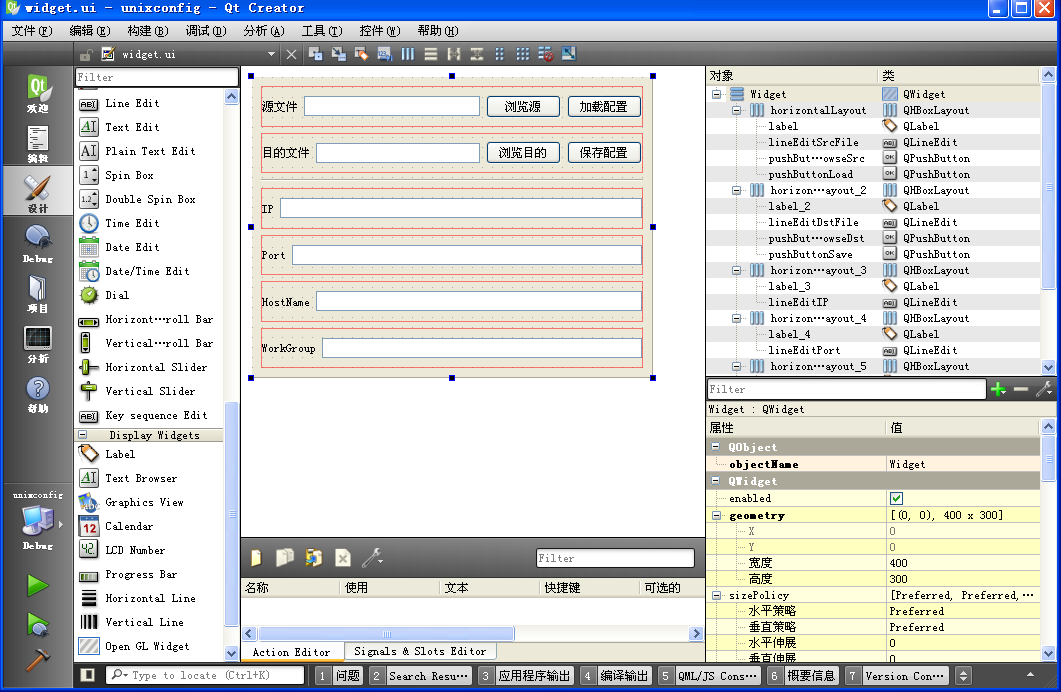 widget.ui - unixconfig - Qt Creator
文件(F) 编辑(E) 构建(B) 调试(D) 分析(A) 工具(T) 控件(W) 帮助(H)
widget.ui
欢迎
编辑
设计
Debug
项目
分析
帮助
unixconfig
Debug
Filter
Line Edit
Text Edit
Plain Text Edit
Spin Box
Double Spin Box
Time Edit
Date Edit
Date/Time Edit
Dial
Horizont···roll Bar
Vertical···roll Bar
Horizontal Slider
Vertical Slider
Key sequence Edit
Display Widgets
Label
Text Browser
Graphics View
Calendar
LCD Number
Progress Bar
Horizontal Line
Vertical Line
Open GL Widget
源文件 浏览源 加载配置
目的文件 浏览目的 保存配置
IP
Port
HostName
WorkGroup
Filter
名称 使用 文本 快捷键 可选的
Action Editor Signals & Slots Editor
对象 类
Widget QWidget
horizontalLayout QHBoxLayout
label QLabel
lineEditSrcFile QLineEdit
pushBut···owseSrc QPushButton
pushButtonLoad QPushButton
horizon···ayout_2 QHBoxLayout
label_2 QLabel
lineEditDstFile QLineEdit
pushBut···owseDst QPushButton
pushButtonSave QPushButton
horizon···ayout_3 QHBoxLayout
label_3 QLabel
lineEditIP QLineEdit
horizon···ayout_4 QHBoxLayout
label_4 QLabel
lineEditPort QLineEdit
horizon···ayout_5 QHBoxLayout
Filter
Widget : QWidget
属性 值
QObject
objectName Widget
QWidget
enabled
geometry [(0, 0), 400 x 300]
X 0
Y 0
宽度 400
高度 300
sizePolicy [Preferred, Preferred,···
水平策略 Preferred
垂直策略 Preferred
水平伸展 0
垂直伸展 0
Type to locate (Ctrl+K) 1 问题 2 Search Resu··· 3 应用程序输出 4 编译输出 5 QML/JS Cons··· 6 概要信息 7 Version Con···